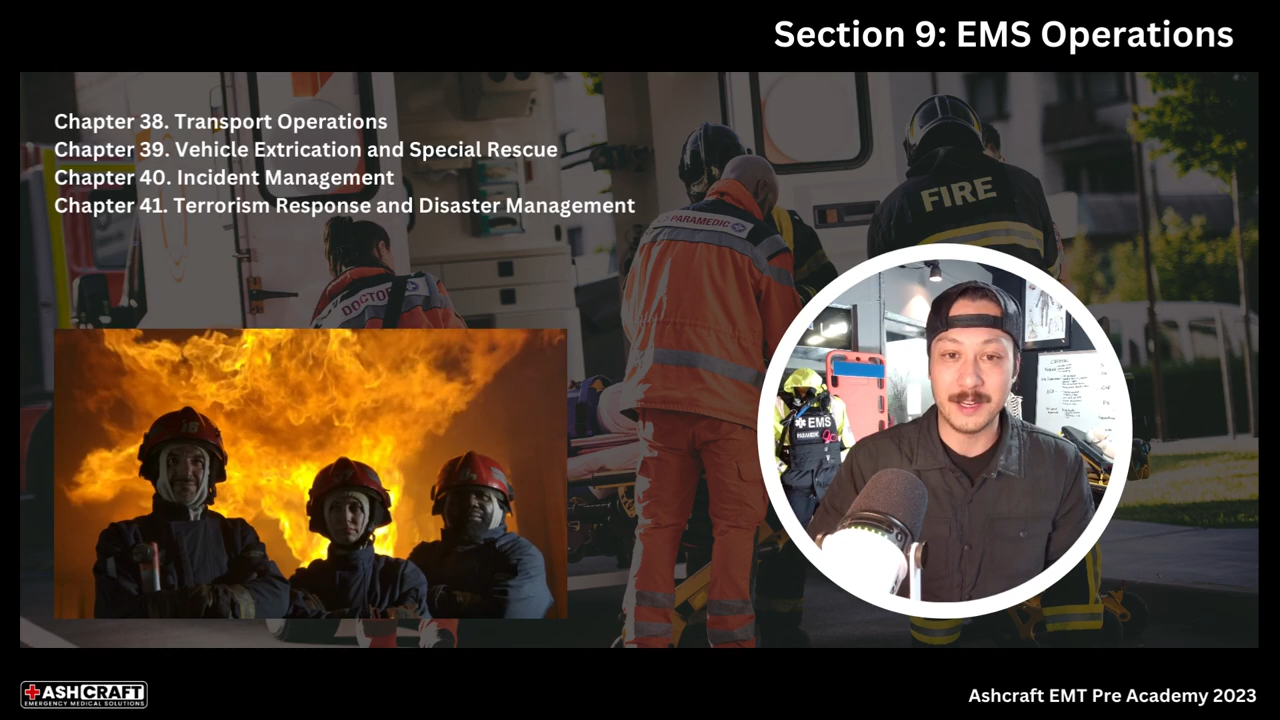 Section 9: EMS Operations
Chapter 38. Transport Operations
Chapter 39. Vehicle Extrication and Special Rescue
Chapter 40. Incident Management
Chapter 41. Terrorism Response and Disaster Management
PARAMEDIC
FIRE
DOCTOR
16
EMS
PARAMEDIC
ASHCRAFT
EMERGENCY MEDICAL SOLUTIONS
Ashcraft EMT Pre Academy 2023